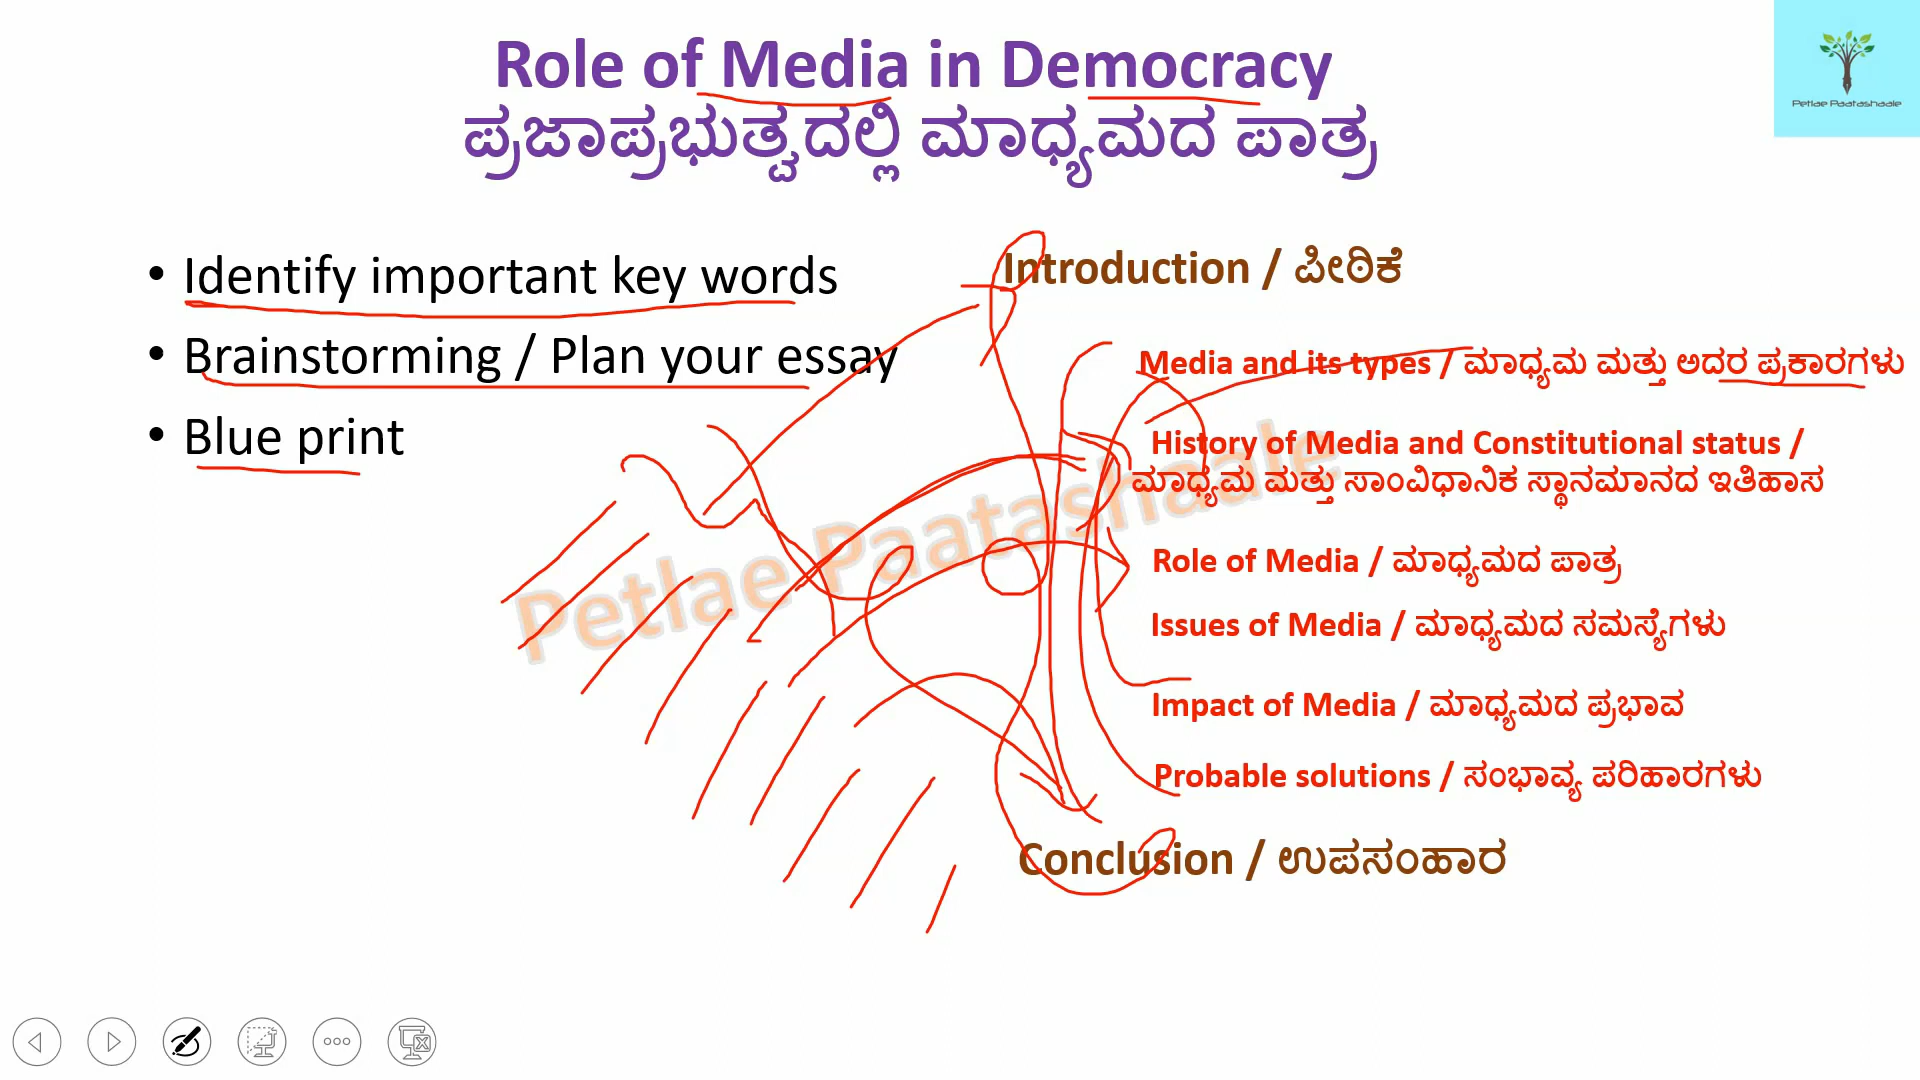 Role of Media in Democracy
ಪ್ರಜಾಪ್ರಭುತ್ವದಲ್ಲಿ ಮಾಧ್ಯಮದ ಪಾತ್ರ
Petlae Paatashaale
• Identify important key words
• Brainstorming / Plan your essay
• Blue print
Introduction / ಪೀಠಿಕೆ
Media and its types / ಮಾಧ್ಯಮ ಮತ್ತು ಅದರ ಪ್ರಕಾರಗಳು
History of Media and Constitutional status /
ಮಾಧ್ಯಮ ಮತ್ತು ಸಾಂವಿಧಾನಿಕ ಸ್ಥಾನಮಾನದ ಇತಿಹಾಸ
Role of Media / ಮಾಧ್ಯಮದ ಪಾತ್ರ
Issues of Media / ಮಾಧ್ಯಮದ ಸಮಸ್ಯೆಗಳು
Impact of Media / ಮಾಧ್ಯಮದ ಪ್ರಭಾವ
Probable solutions / ಸಂಭಾವ್ಯ ಪರಿಹಾರಗಳು
Conclusion / ಉಪಸಂಹಾರ
Petlae Paatashaale